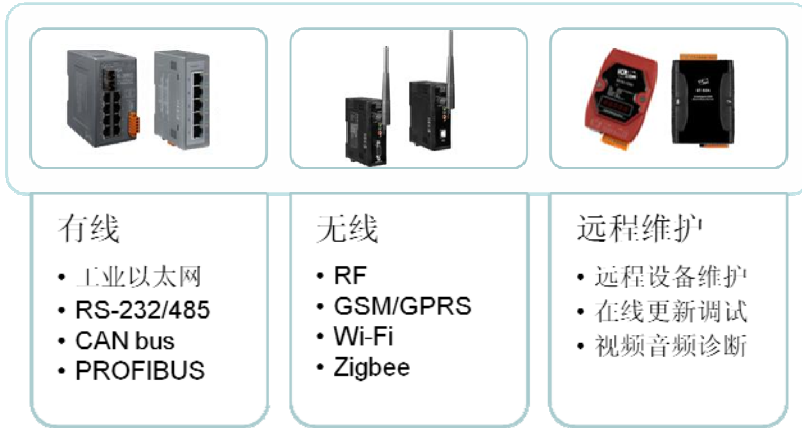 有线
• 工业以太网
• RS-232/485
• CAN bus
• PROFIBUS
无线
• RF
• GSM/GPRS
• Wi-Fi
• Zigbee
远程维护
• 远程设备维护
• 在线更新调试
• 视频音频诊断